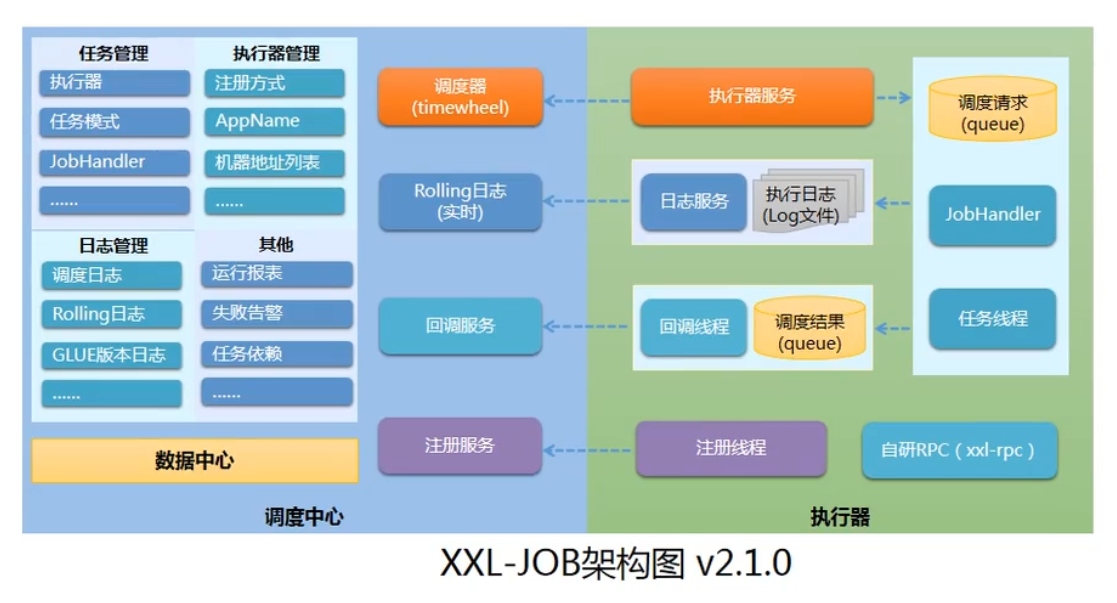 任务管理
执行器
任务模式
JobHandler
......
执行器管理
注册方式
AppName
机器地址列表
......
日志管理
调度日志
Rolling日志
GLUE版本日志
......
其他
运行报表
失败告警
任务依赖
......
数据中心
调度器
(timewheel)
Rolling日志
(实时)
回调服务
注册服务
调度中心
执行器服务
日志服务
执行日志
(Log文件)
回调线程
调度结果
(queue)
注册线程
调度请求
(queue)
JobHandler
任务线程
自研RPC（xxl-rpc）
执行器
XXL-JOB架构图 v2.1.0